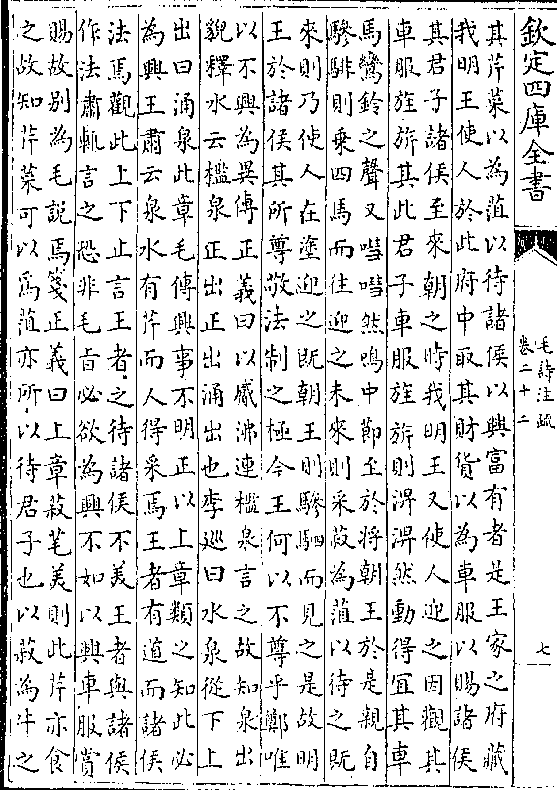 欽定四庫全書
毛詩注疏
卷二十二
七
其芹菜以為菹以待諸侯以興富有者是王家之府藏
我明王使人於此府中取其財貨以為車服以賜諸侯
其君子諸侯至來朝之時我明王又使人迎之因觀其
車服旌旂其此君子車服旌旂則淠淠然動得宜其車
馬鸞鈴之聲又嘒嘒然鳴中節至於將朝王於是親自
驂騑則乗四馬而往迎之未來則采菽為菹以待之既
來則乃使人在塗迎之既朝王則驂駟而見之是故明
王於諸侯其所尊敬法制之極今王何以不尊乎鄭唯
以不興為異傳正義曰以觱沸連檻泉言之故知泉出
貌釋水云檻泉正出正出涌出也李廵曰水泉從下上
出曰涌泉此章毛傳興事不明正以上章類之知此必
為興王肅云泉水有芹而人得采焉王者有道而諸侯
法焉觀此上下止言王者之待諸侯不美王者與諸侯
作法肅輒言之恐非毛旨必欲為興不如以興車服賞
賜故别為毛說焉箋正義曰上章菽芼美則此芹亦食
之故知芹菜可以為菹亦所以待君子也以菽為牛之